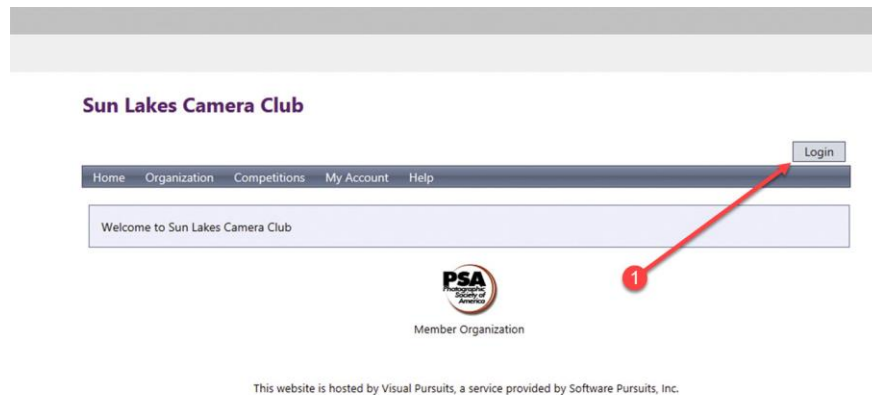 Sun Lakes Camera Club
Login
Home Organization Competitions My Account Help
Welcome to Sun Lakes Camera Club
1
PSA
Photographic
Society of
America
Member Organization
This website is hosted by Visual Pursuits, a service provided by Software Pursuits, Inc.